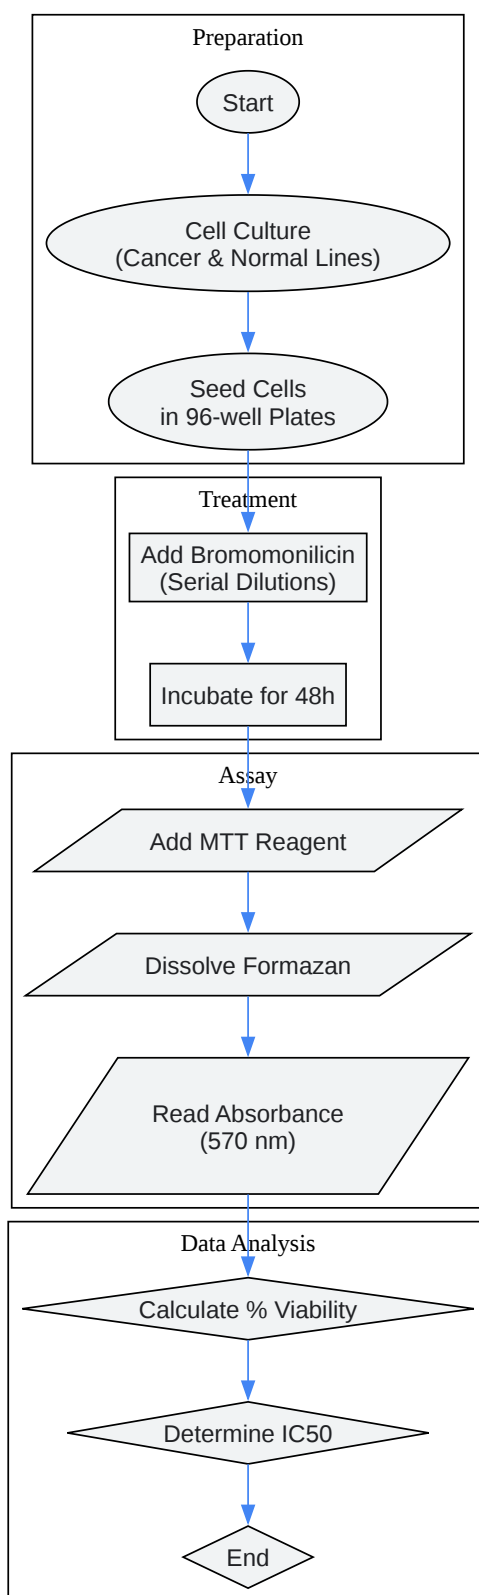 Preparation
Start
Cell Culture
(Cancer & Normal Lines)
Seed Cells
in 96-well Plates
Treatment
Add Bromomonilicin
(Serial Dilutions)
Incubate for 48h
Assay
Add MTT Reagent
Dissolve Formazan
Read Absorbance
(570 nm)
Data Analysis
Calculate % Viability
Determine IC50
End